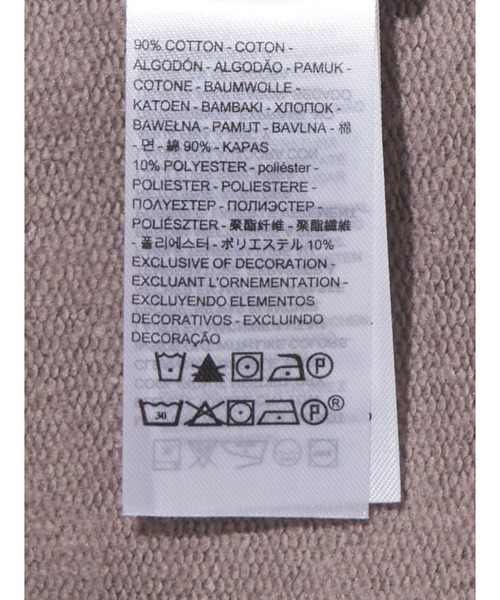 90% COTTON - COTON -
ALGODÓN - ALGODÃO - PAMUK -
COTONE - BAUMWOLLE -
KATOEN - BAMBAKI - ХЛОПОК -
BAWEŁNA - PAMUT - BAVLNA - 棉
- 면 - 綿 90% - KAPAS
10% POLYESTER - poliéster -
POLIESTER - POLIESTERE -
ΠΟΛΥΕΣΤΕΡ - ПОЛИЭСТЕР -
POLIÉSZTER - 聚酯纤维 - 聚酯纖維
- 폴리에스터 - ポリエステル 10%
EXCLUSIVE OF DECORATION -
EXCLUANT L'ORNEMENTATION -
EXCLUYENDO ELEMENTOS
DECORATIVOS - EXCLUINDO
DECORAÇÃO
P
30 P ®